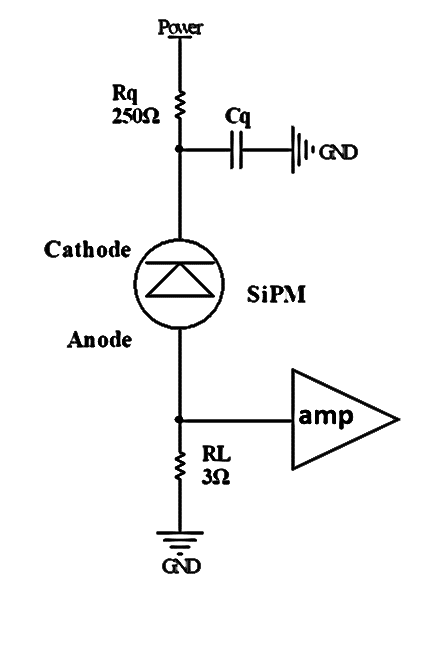 Power
Rq
250Ω
Cq
GND
Cathode
SiPM
Anode
amp
RL
3Ω
GND